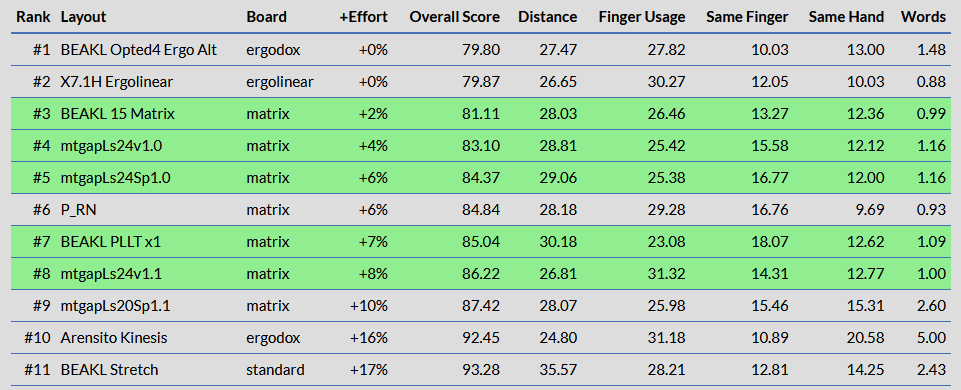 Rank Layout Board +Effort Overall Score Distance Finger Usage Same Finger Same Hand Words
#1 BEAKL Opted4 Ergo Alt ergodox +0% 79.80 27.47 27.82 10.03 13.00 1.48
#2 X7.1H Ergolinear ergolinear +0% 79.87 26.65 30.27 12.05 10.03 0.88
#3 BEAKL 15 Matrix matrix +2% 81.11 28.03 26.46 13.27 12.36 0.99
#4 mtgapLs24v1.0 matrix +4% 83.10 28.81 25.42 15.58 12.12 1.16
#5 mtgapLs24Sp1.0 matrix +6% 84.37 29.06 25.38 16.77 12.00 1.16
#6 P_RN matrix +6% 84.84 28.18 29.28 16.76 9.69 0.93
#7 BEAKL PLLT x1 matrix +7% 85.04 30.18 23.08 18.07 12.62 1.09
#8 mtgapLs24v1.1 matrix +8% 86.22 26.81 31.32 14.31 12.77 1.00
#9 mtgapLs20Sp1.1 matrix +10% 87.42 28.07 25.98 15.46 15.31 2.60
#10 Arensito Kinesis ergodox +16% 92.45 24.80 31.18 10.89 20.58 5.00
#11 BEAKL Stretch standard +17% 93.28 35.57 28.21 12.81 14.25 2.43